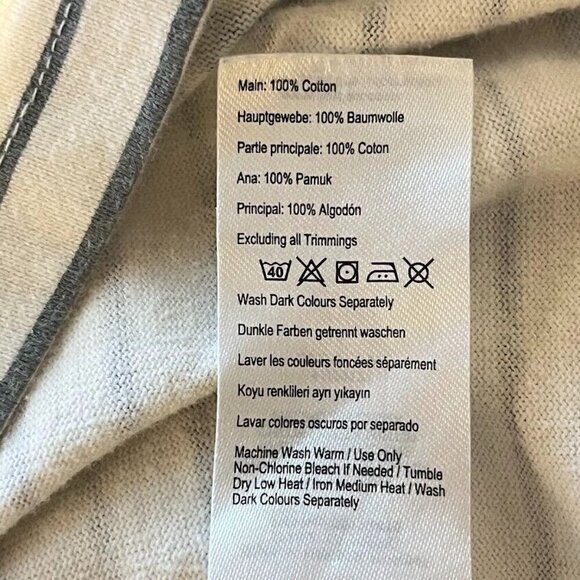 Main: 100% Cotton
Hauptgewebe: 100% Baumwolle
Partie principale: 100% Coton
Ana: 100% Pamuk
Principal: 100% Algodón
Excluding all Trimmings
40
Wash Dark Colours Separately
Dunkle Farben getrennt waschen
Laver les couleurs foncées séparément
Koyu renklileri ayrı yıkayın
Lavar colores oscuros por separado
Machine Wash Warm / Use Only
Non-Chlorine Bleach If Needed / Tumble
Dry Low Heat / Iron Medium Heat / Wash
Dark Colours Separately